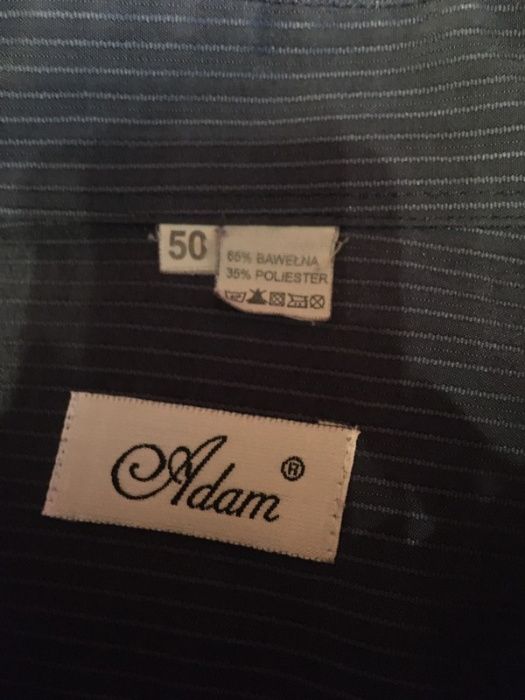 50
65% BAWEŁNA
35% POLIESTER
Adam ®